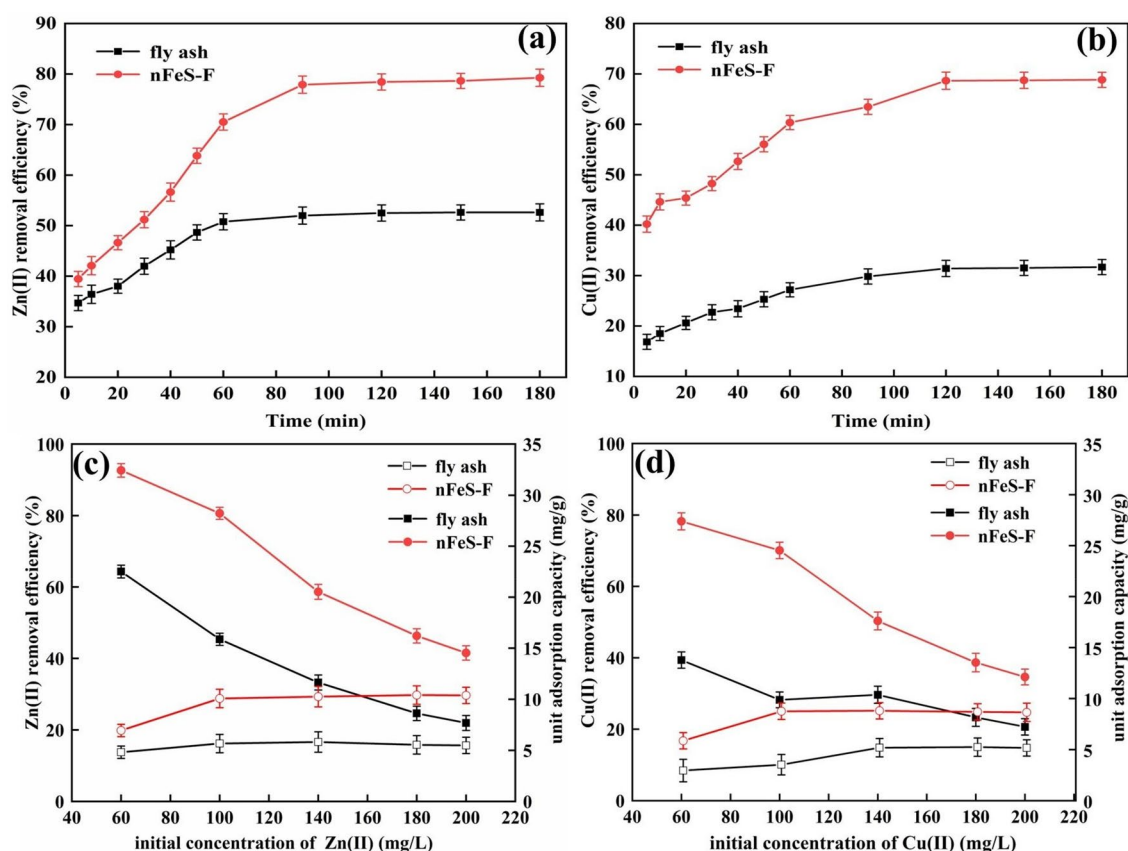 (a)
fly ash
nFeS-F
Zn(II) removal efficiency (%)
90
80
70
60
50
40
30
20
0 20 40 60 80 100 120 140 160 180
Time (min)
(b)
fly ash
nFeS-F
Cu(II) removal efficiency (%)
80
70
60
50
40
30
20
10
0 20 40 60 80 100 120 140 160 180
Time (min)
(c)
fly ash
nFeS-F
fly ash
nFeS-F
Zn(II) removal efficiency (%)
100
80
60
40
20
0
unit adsorption capacity (mg/g)
35
30
25
20
15
10
5
0
40 60 80 100 120 140 160 180 200 220
initial concentration of Zn(II) (mg/L)
(d)
fly ash
nFeS-F
fly ash
nFeS-F
Cu(II) removal efficiency (%)
100
80
60
40
20
0
unit adsorption capacity (mg/g)
35
30
25
20
15
10
5
0
40 60 80 100 120 140 160 180 200 220
initial concentration of Cu(II) (mg/L)